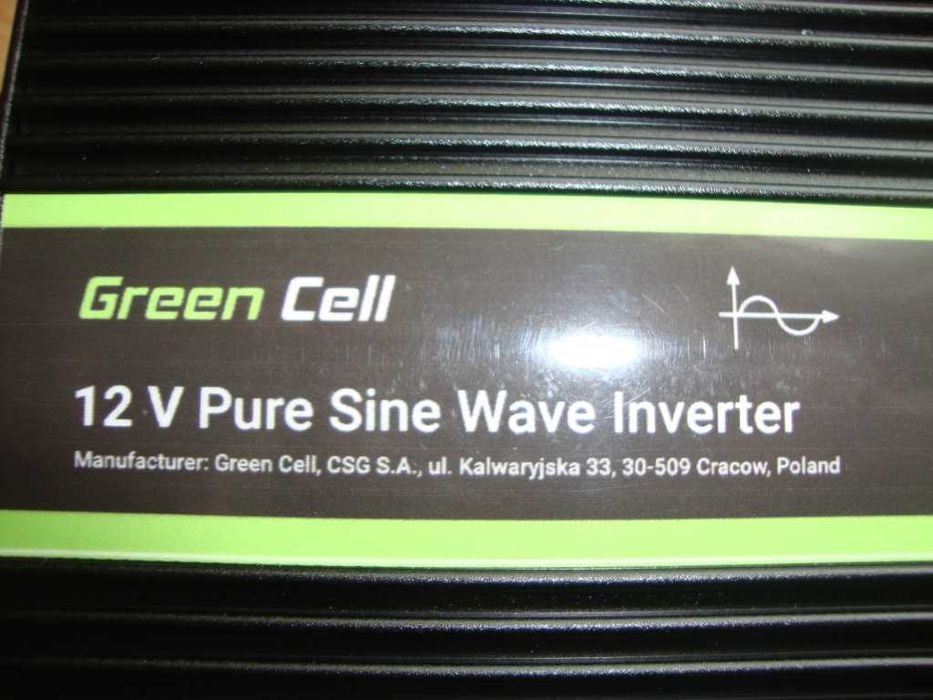 Green Cell
12 V Pure Sine Wave Inverter
Manufacturer: Green Cell, CSG S.A., ul. Kalwaryjska 33, 30-509 Cracow, Poland